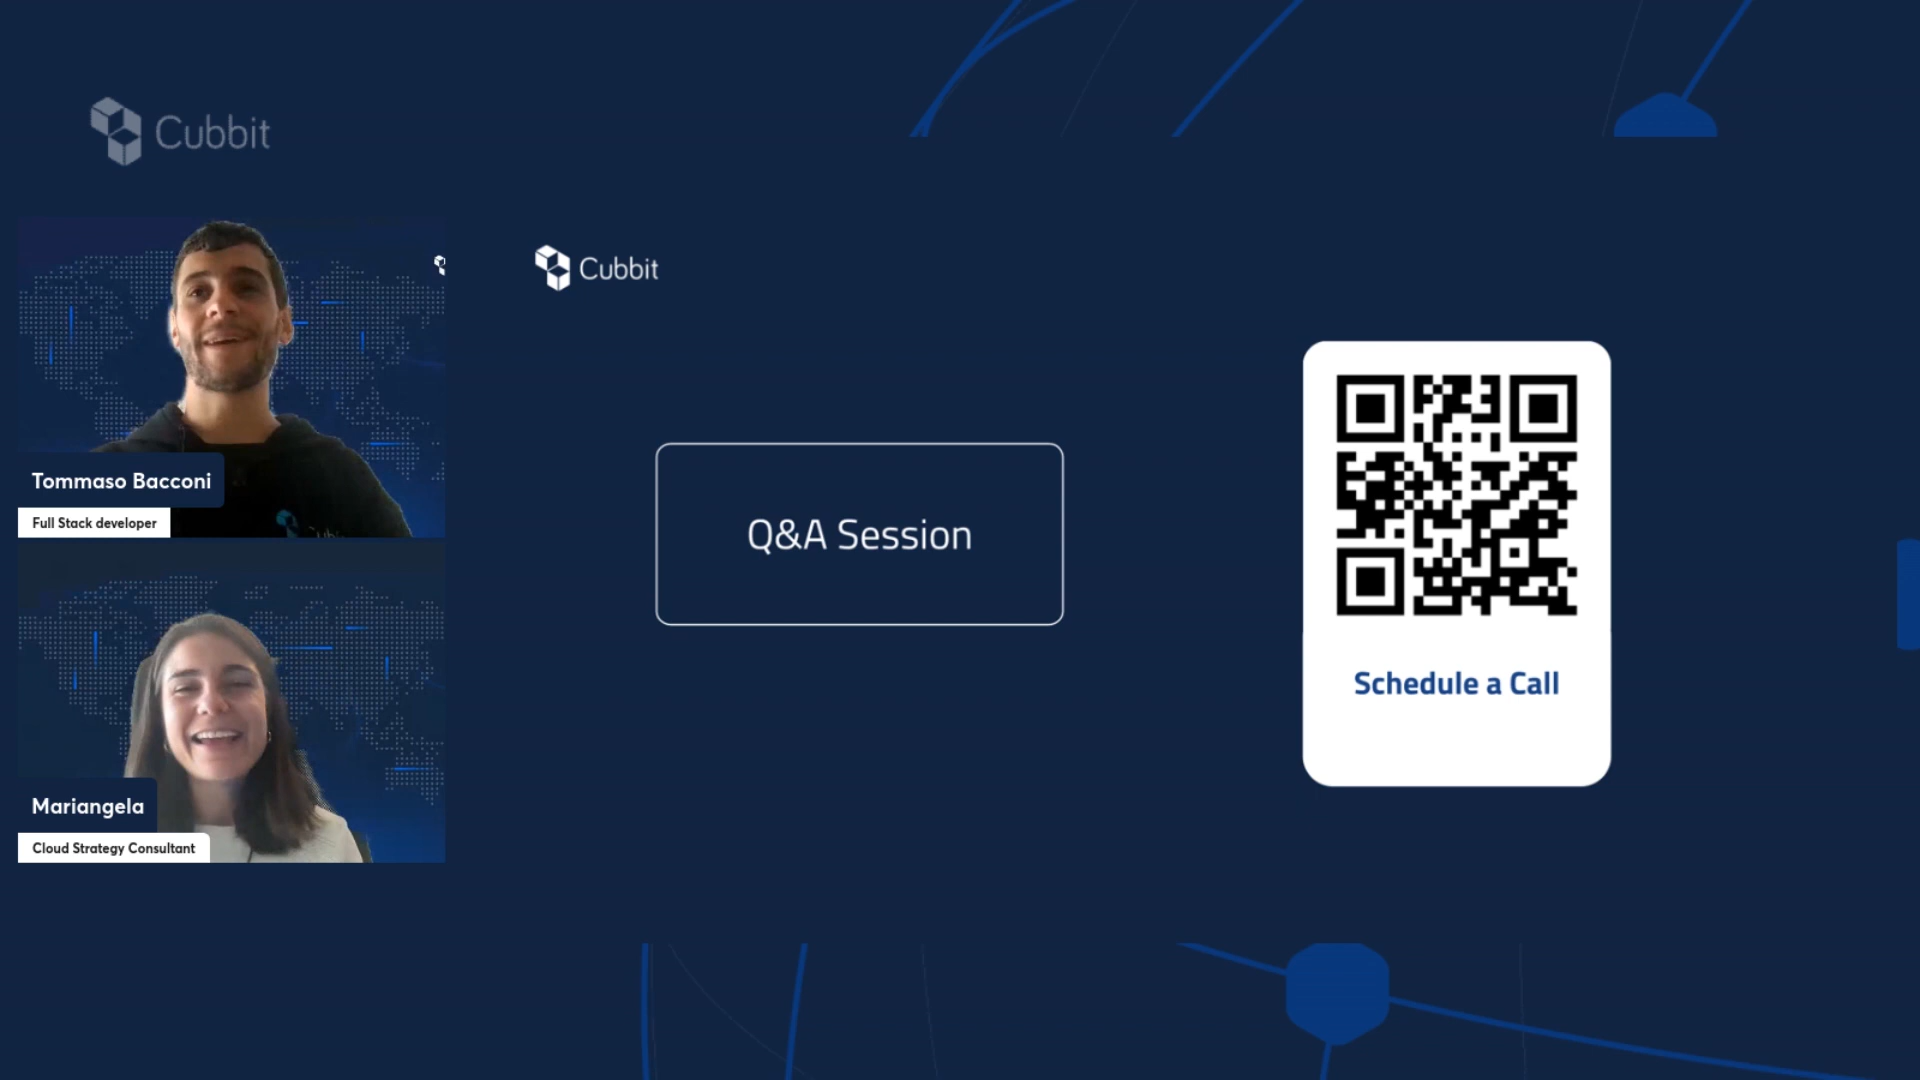 Cubbit
Tommaso Bacconi
Full Stack developer
Mariangela
Cloud Strategy Consultant
Cubbit
Q&A Session
Schedule a Call